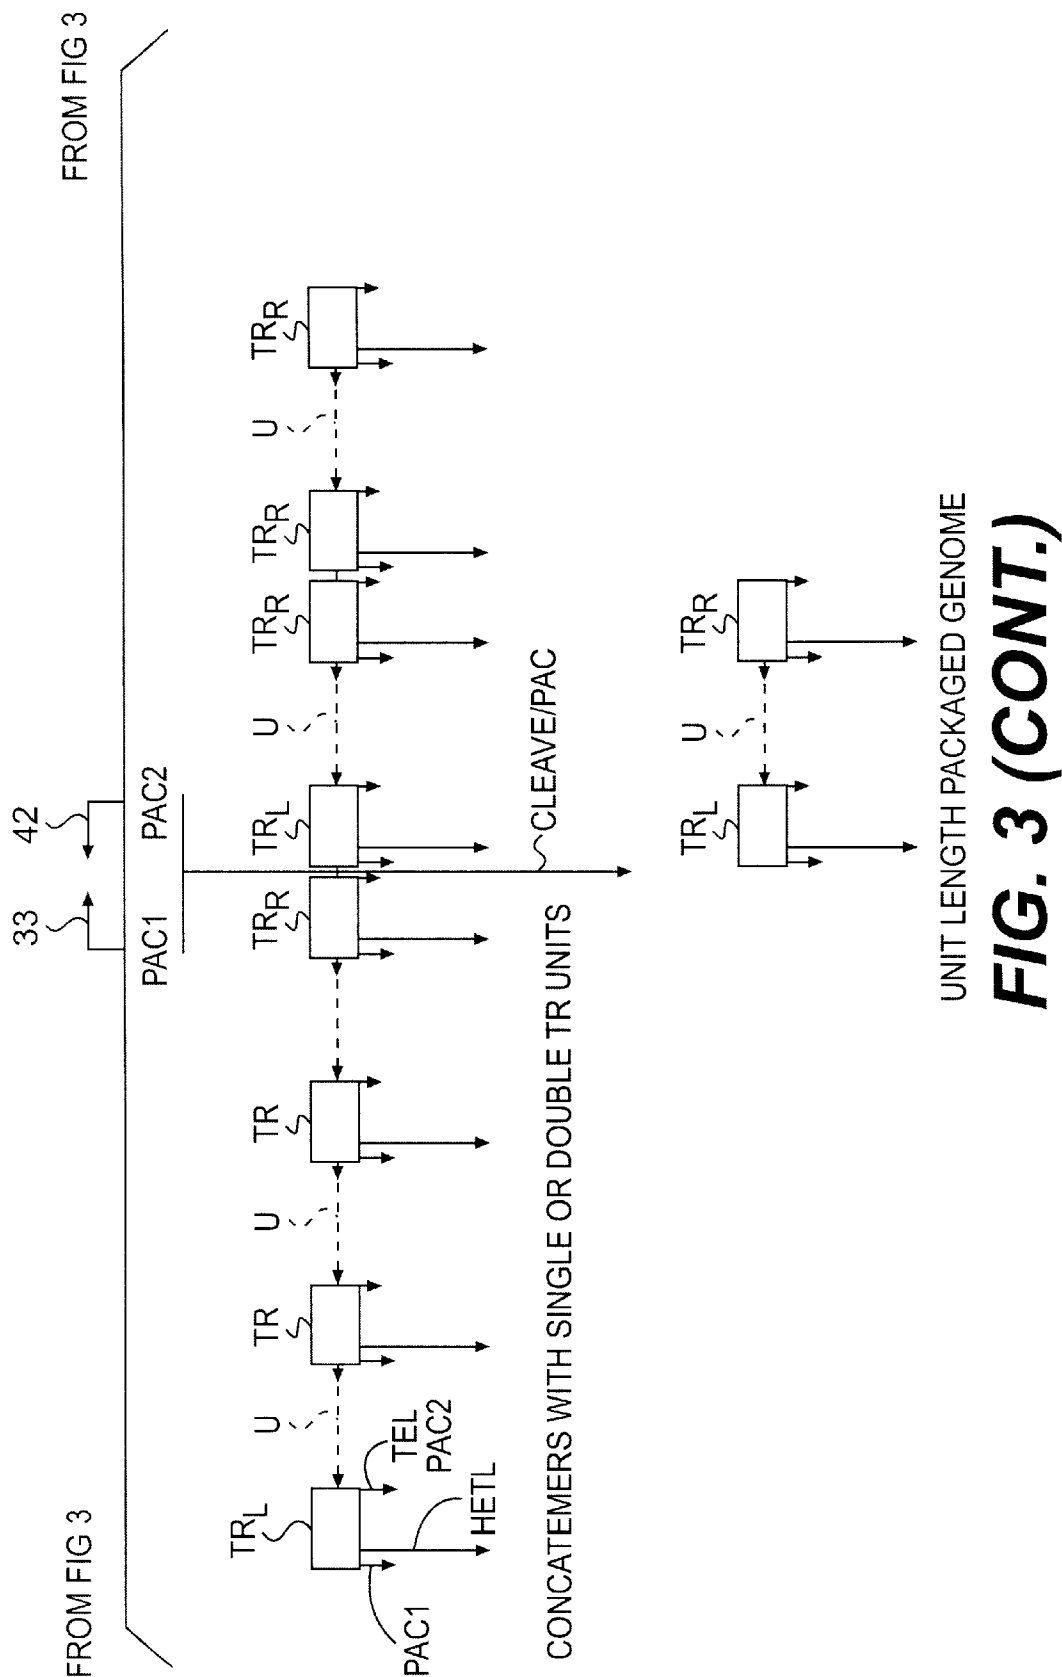 FROM FIG 3
FROM FIG 3
33
42
PAC1
PAC2
TRL
U
TR
U
TR
TRR
TRL
U
TRR
TRR
U
TRR
PAC1
HETL
TEL
PAC2
CLEAVE/PAC
CONCATEMERS WITH SINGLE OR DOUBLE TR UNITS
TRL
U
TRR
UNIT LENGTH PACKAGED GENOME
FIG. 3 (CONT.)